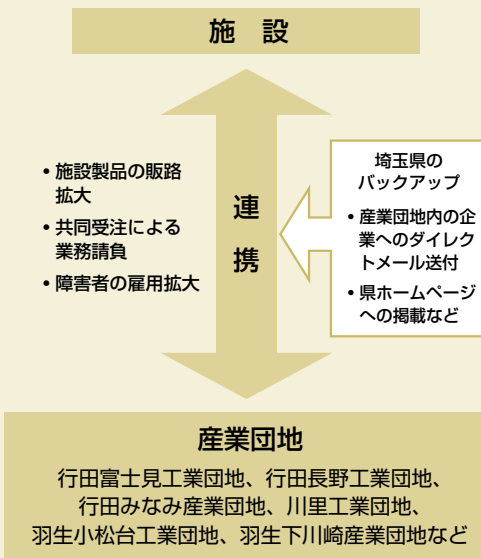 施 設
• 施設製品の販路
拡大
• 共同受注による
業務請負
• 障害者の雇用拡大
連
携
埼玉県の
バックアップ
• 産業団地内の企
業へのダイレク
トメール送付
• 県ホームページ
への掲載など
産業団地
行田富士見工業団地、行田長野工業団地、
行田みなみ産業団地、川里工業団地、
羽生小松台工業団地、羽生下川崎産業団地など